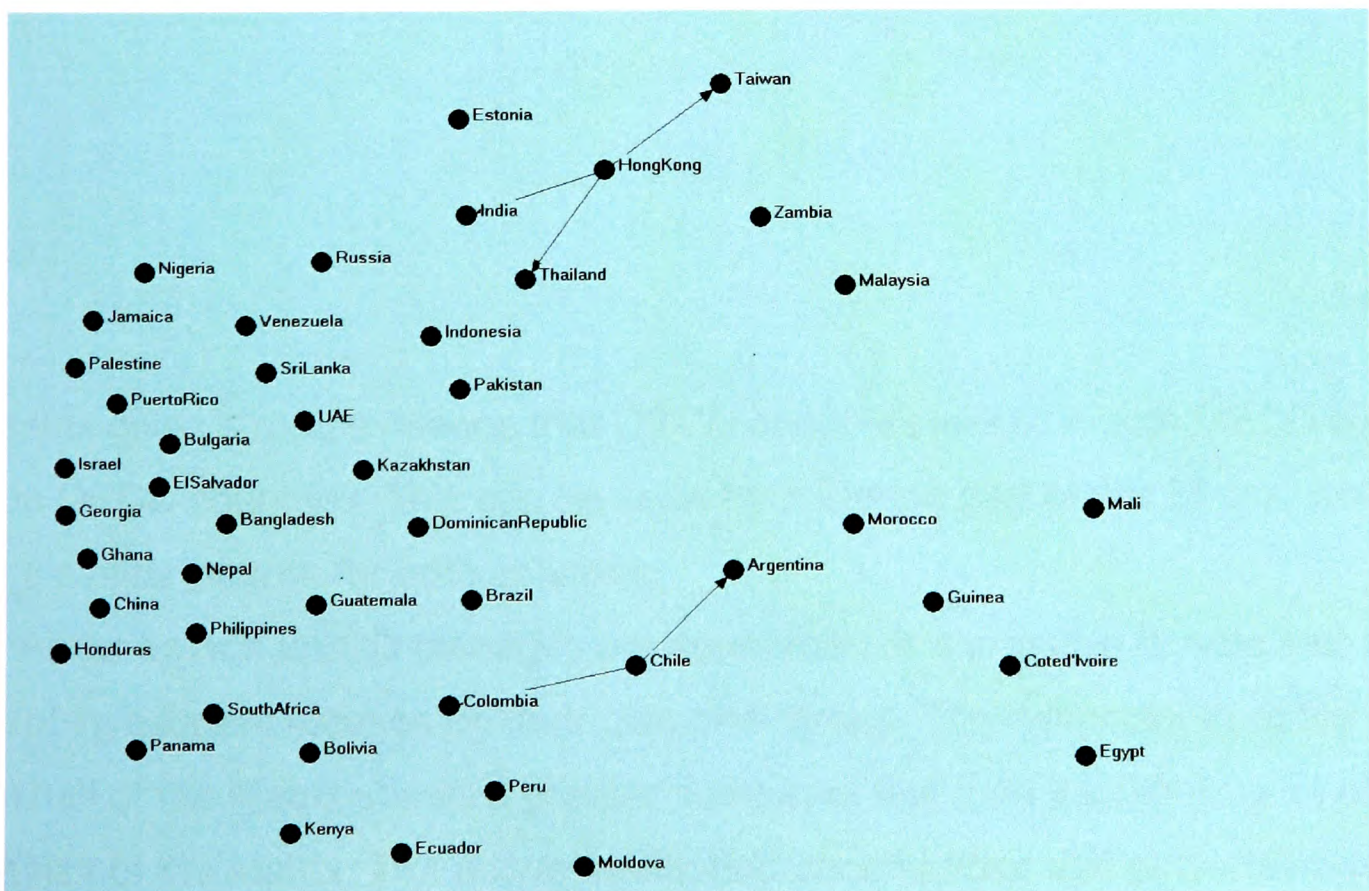 Taiwan
Estonia
HongKong
India
Zambia
Russia
Nigeria
Thailand
Malaysia
Jamaica
Venezuela
Indonesia
Palestine
SriLanka
Pakistan
PuertoRico
UAE
Bulgaria
Israel
Kazakhstan
ElSalvador
Mali
Georgia
Bangladesh
DominicanRepublic
Morocco
Ghana
Nepal
Argentina
China
Guatemala
Brazil
Guinea
Philippines
Honduras
Chile
Coted'Ivoire
Colombia
SouthAfrica
Panama
Bolivia
Egypt
Peru
Kenya
Ecuador
Moldova